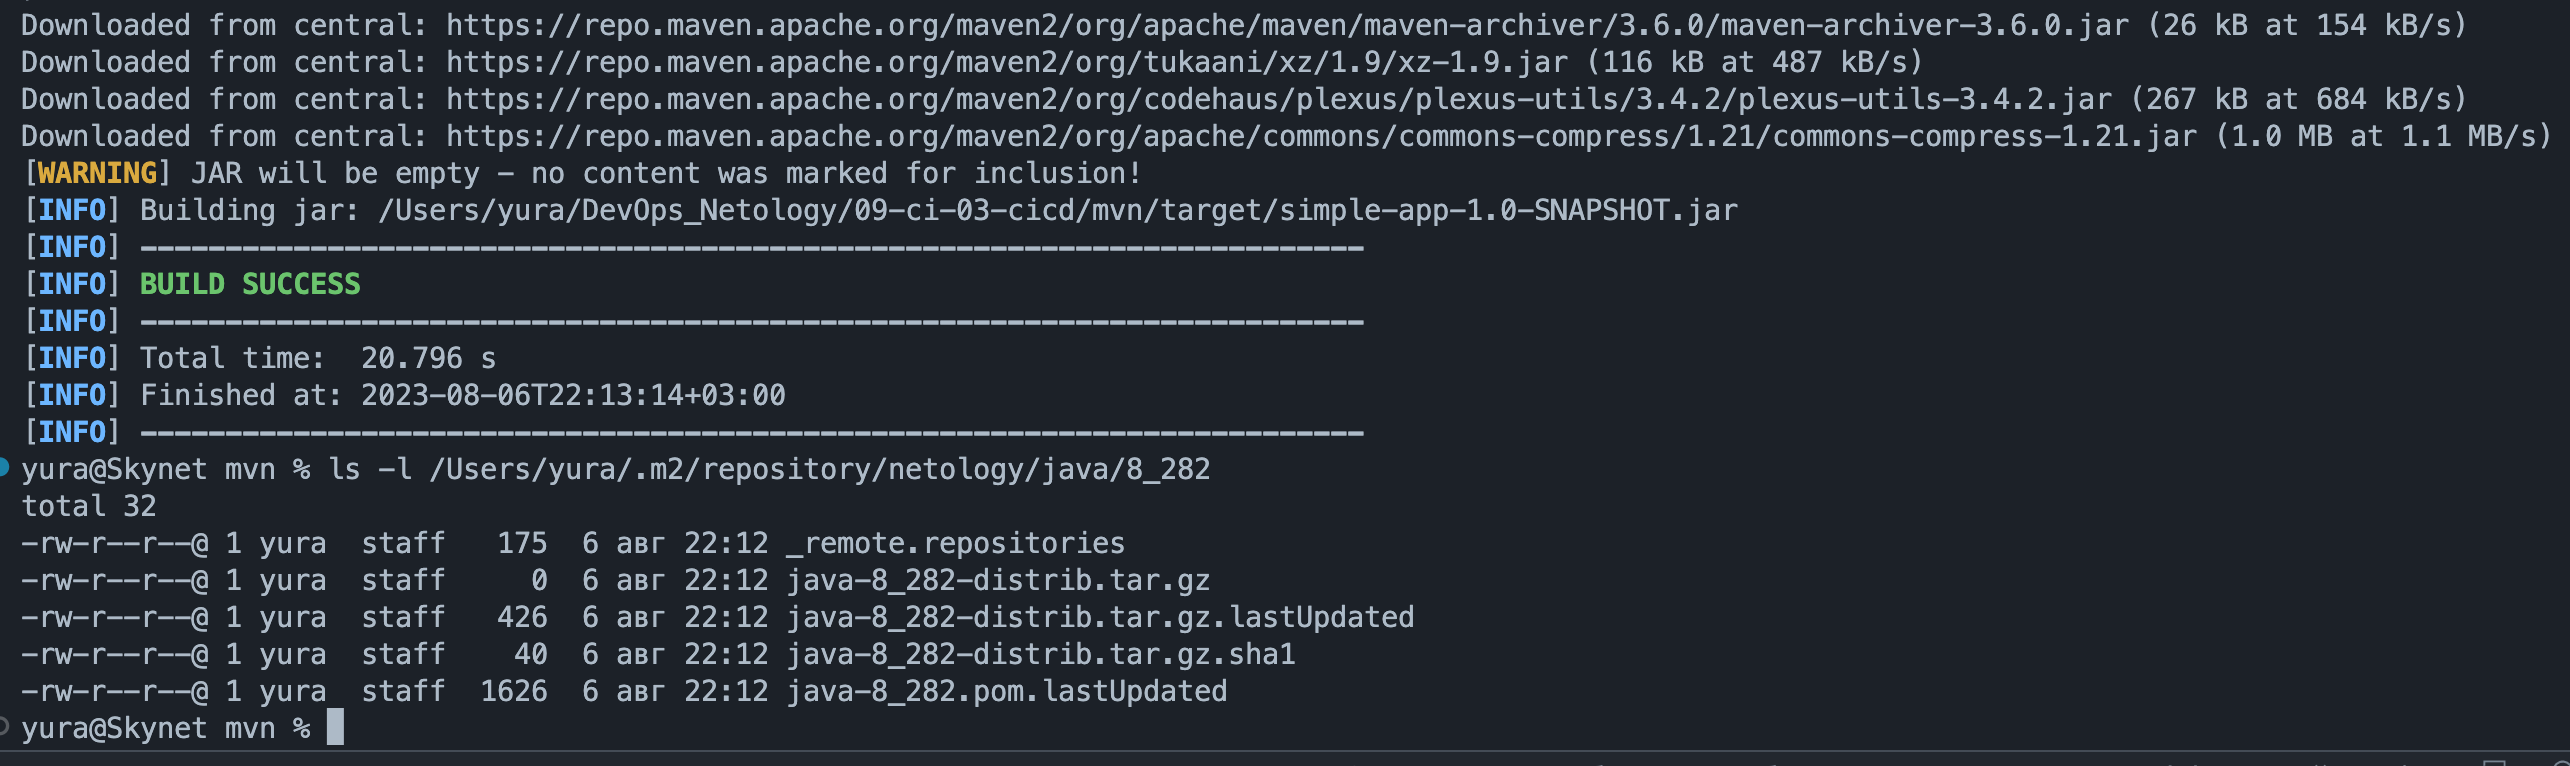 Downloaded from central: https://repo.maven.apache.org/maven2/org/apache/maven/maven-archiver/3.6.0/maven-archiver-3.6.0.jar (26 kB at 154 kB/s)
Downloaded from central: https://repo.maven.apache.org/maven2/org/tukaani/xz/1.9/xz-1.9.jar (116 kB at 487 kB/s)
Downloaded from central: https://repo.maven.apache.org/maven2/org/codehaus/plexus/plexus-utils/3.4.2/plexus-utils-3.4.2.jar (267 kB at 684 kB/s)
Downloaded from central: https://repo.maven.apache.org/maven2/org/apache/commons/commons-compress/1.21/commons-compress-1.21.jar (1.0 MB at 1.1 MB/s)
[WARNING] JAR will be empty - no content was marked for inclusion!
[INFO] Building jar: /Users/yura/DevOps_Netology/09-ci-03-cicd/mvn/target/simple-app-1.0-SNAPSHOT.jar
[INFO] ------------------------------------------------------------------------
[INFO] BUILD SUCCESS
[INFO] ------------------------------------------------------------------------
[INFO] Total time:  20.796 s
[INFO] Finished at: 2023-08-06T22:13:14+03:00
[INFO] ------------------------------------------------------------------------
yura@Skynet mvn % ls -l /Users/yura/.m2/repository/netology/java/8_282
total 32
-rw-r--r--@ 1 yura  staff   175  6 авг 22:12 _remote.repositories
-rw-r--r--@ 1 yura  staff     0  6 авг 22:12 java-8_282-distrib.tar.gz
-rw-r--r--@ 1 yura  staff   426  6 авг 22:12 java-8_282-distrib.tar.gz.lastUpdated
-rw-r--r--@ 1 yura  staff    40  6 авг 22:12 java-8_282-distrib.tar.gz.sha1
-rw-r--r--@ 1 yura  staff  1626  6 авг 22:12 java-8_282.pom.lastUpdated
yura@Skynet mvn %